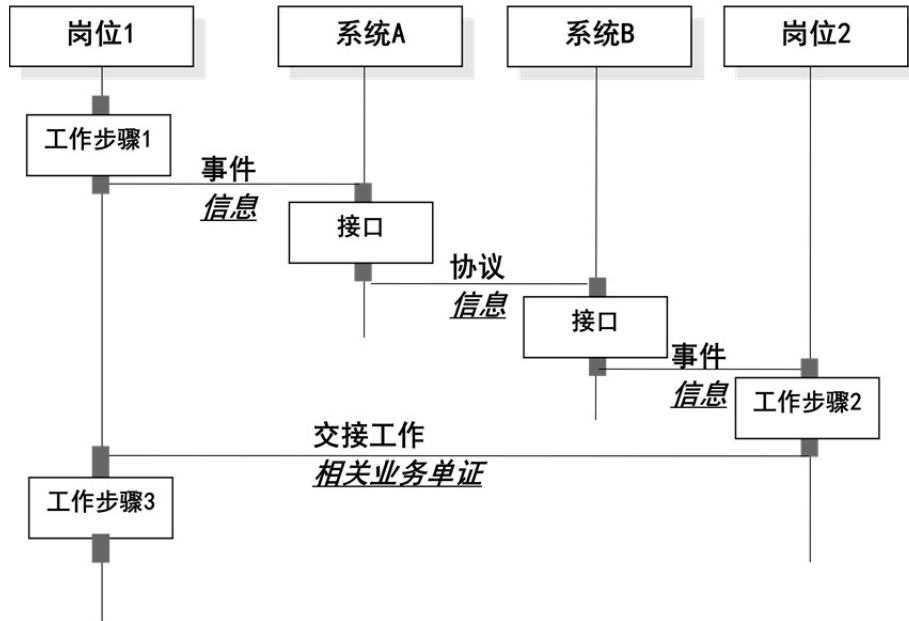 岗位1
系统A
系统B
岗位2
工作步骤1
事件
信息
接口
协议
信息
接口
事件
信息
工作步骤2
交接工作
相关业务单证
工作步骤3